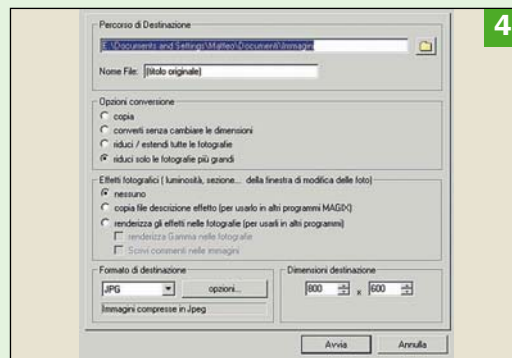 4
Percorso di Destinazione
E:\Documents and Settings\Matteo\Documenti\Immagini
Nome File: (titolo originale)
Opzioni conversione
copia
converti senza cambiare le dimensioni
riduci / estendi tutte le fotografie
riduci solo le fotografie più grandi
Effetti fotografici ( luminosità, sezione... della finestra di modifica delle foto)
nessuno
copia file descrizione effetto (per usarlo in altri programmi MAGIX)
renderizza gli effetti nelle fotografie (per usarli in altri programmi)
renderizza Gamma nelle fotografie
Scrivi commenti nelle immagini
Formato di destinazione
Dimensioni destinazione
JPG opzioni... 800 x 600
Immagini compresse in Jpeg
Avvia Annulla